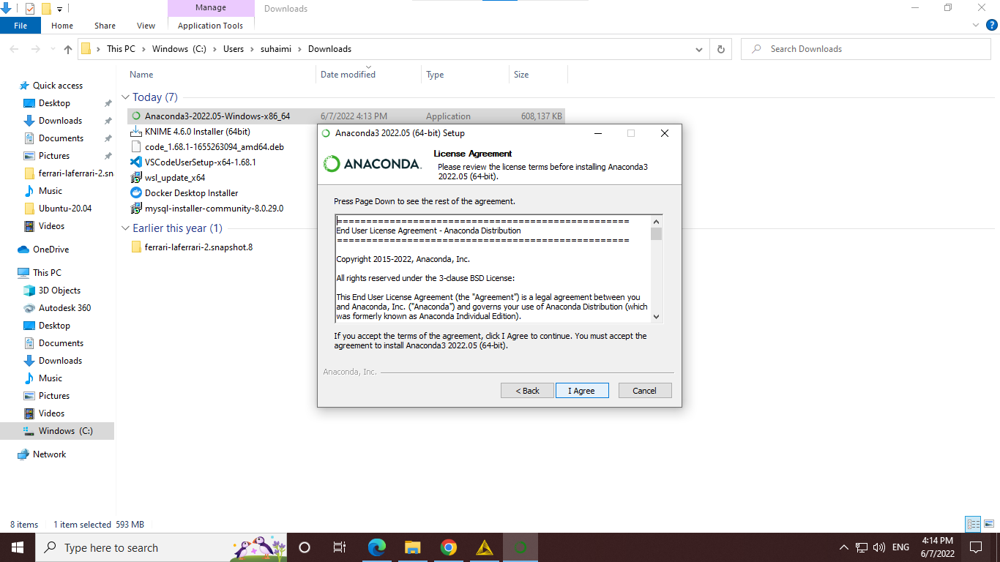 Manage
Downloads
File
Home
Share
View
Application Tools
This PC > Windows (C:) > Users > suhaimi > Downloads
Search Downloads
Name
Date modified
Type
Size
Quick access
Desktop
Downloads
Documents
Pictures
ferrari-laferrari-2.sn
Music
Ubuntu-20.04
Videos
OneDrive
This PC
3D Objects
Autodesk 360
Desktop
Documents
Downloads
Music
Pictures
Videos
Windows (C:)
Network
Today (7)
Anaconda3-2022.05-Windows-x86_64 6/7/2022 4:13 PM Application 608,137 KB
KNIME 4.6.0 Installer (64bit)
code_1.68.1-1655263094_amd64.deb
VSCodeUserSetup-x64-1.68.1
wsl_update_x64
Docker Desktop Installer
mysql-installer-community-8.0.29.0
Earlier this year (1)
ferrari-laferrari-2.snapshot.8
Anaconda3 2022.05 (64-bit) Setup
ANACONDA.
License Agreement
Please review the license terms before installing Anaconda3
2022.05 (64-bit).
Press Page Down to see the rest of the agreement.
==================================================
End User License Agreement - Anaconda Distribution
==================================================
Copyright 2015-2022, Anaconda, Inc.
All rights reserved under the 3-clause BSD License:
This End User License Agreement (the "Agreement") is a legal agreement between you
and Anaconda, Inc. ("Anaconda") and governs your use of Anaconda Distribution (which
was formerly known as Anaconda Individual Edition).
If you accept the terms of the agreement, click I Agree to continue. You must accept the
agreement to install Anaconda3 2022.05 (64-bit).
Anaconda, Inc.
< Back
I Agree
Cancel
8 items
1 item selected 593 MB
Type here to search
ENG
4:14 PM
6/7/2022